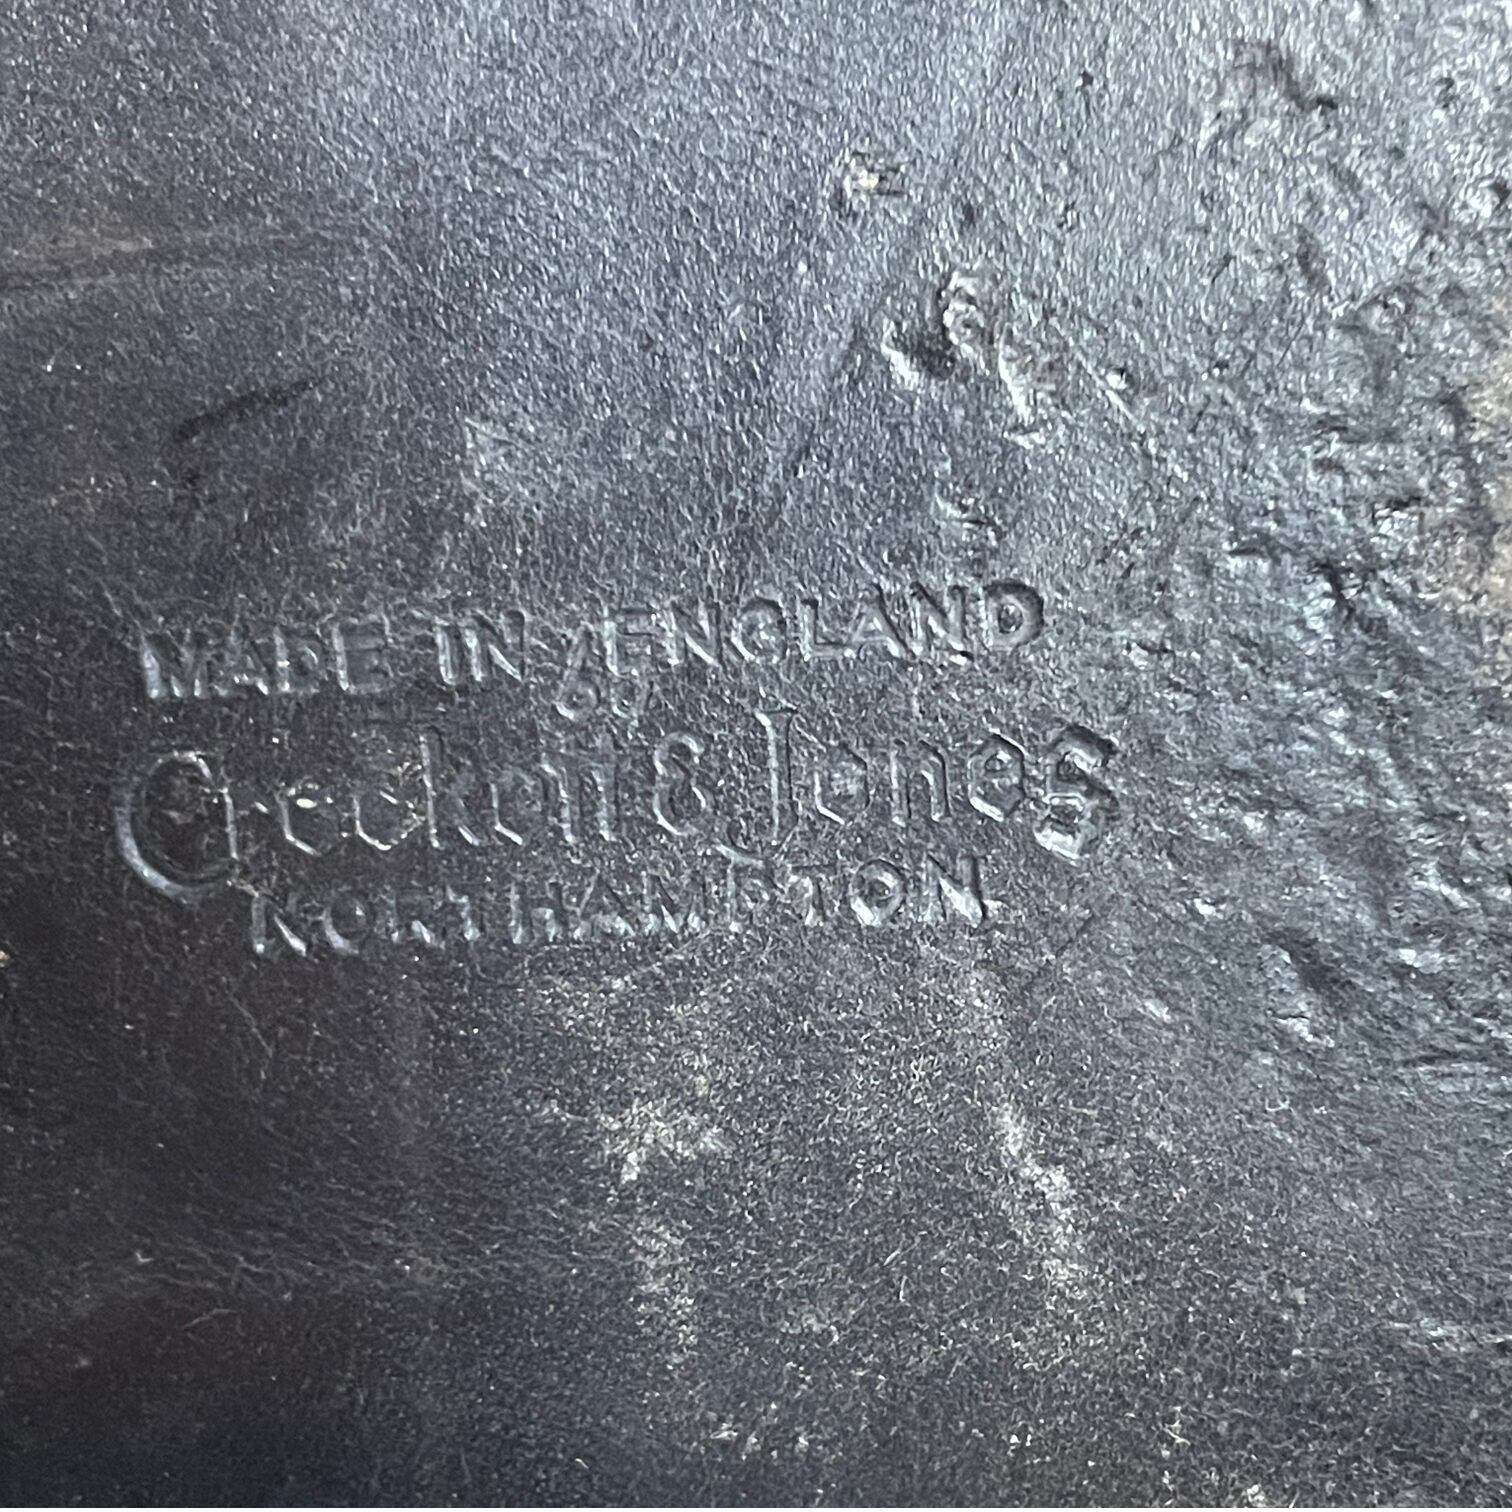 MADE IN ENGLAND
by
Crockett & Jones
NORTHAMPTON